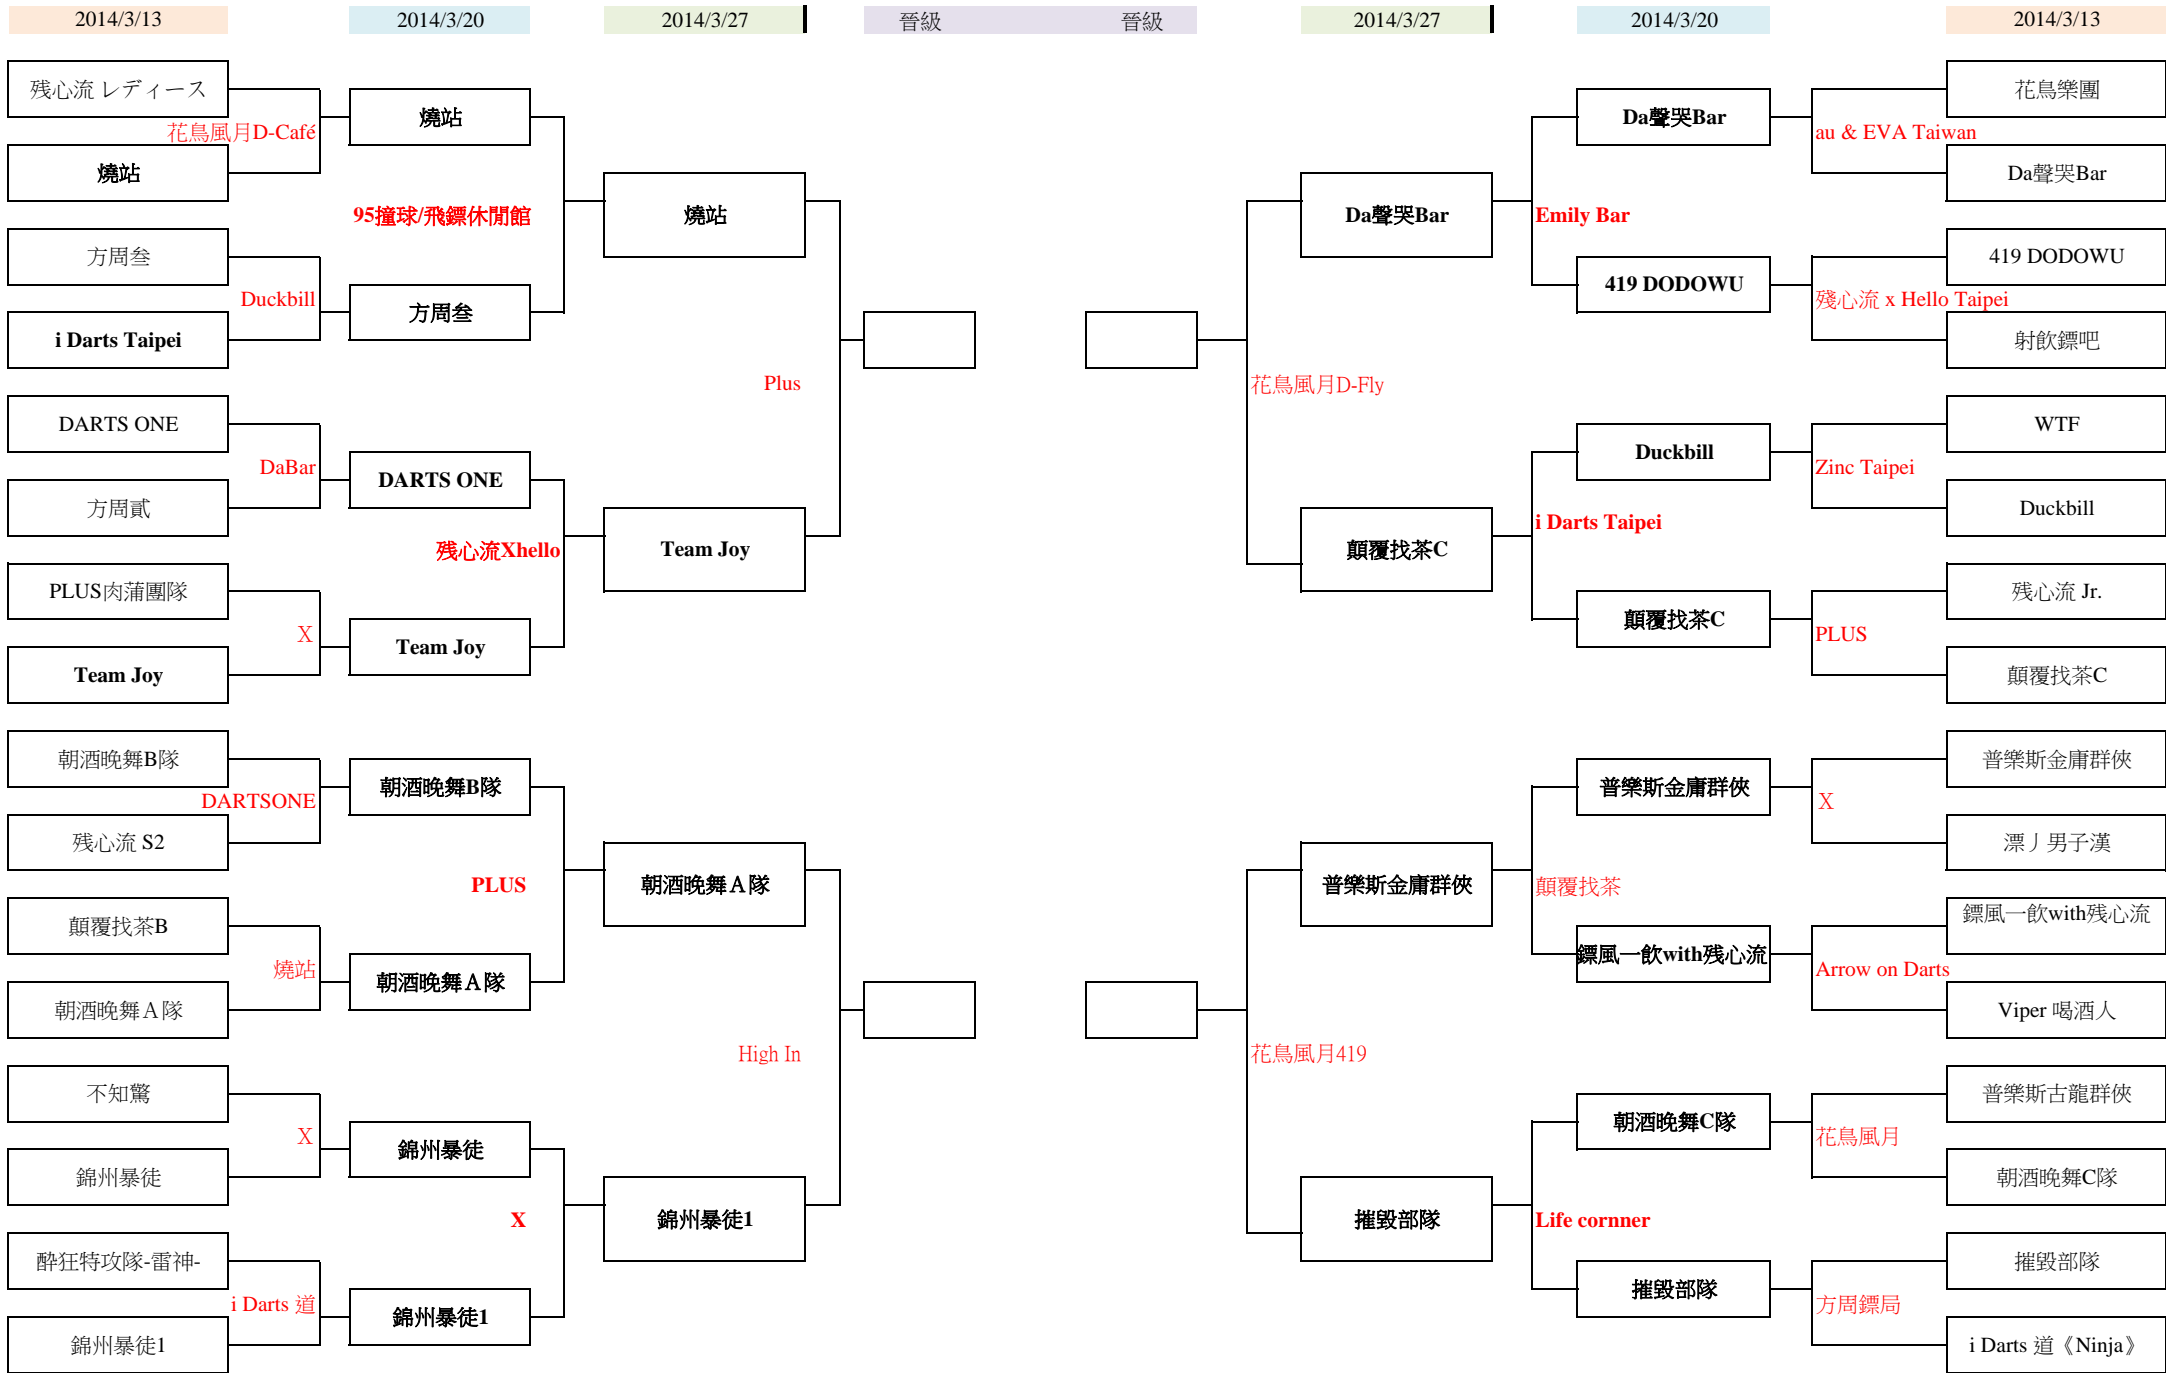 2014/3/13 2014/3/20 2014/3/27 晉級 晉級 2014/3/27 2014/3/20 2014/3/13
残心流 レディース
花鳥風月D-Café
燒站
方周叁
Duckbill
i Darts Taipei
DARTS ONE
DaBar
方周貳
PLUS肉蒲團隊
X
Team Joy
朝酒晚舞B隊
DARTSONE
残心流 S2
顛覆找茶B
燒站
朝酒晚舞A隊
不知驚
X
錦州暴徒
酔狂特攻隊-雷神-
i Darts 道
錦州暴徒1
燒站
95撞球/飛鏢休閒館
方周叁
DARTS ONE
残心流Xhello
Team Joy
朝酒晚舞B隊
PLUS
朝酒晚舞A隊
錦州暴徒
X
錦州暴徒1
燒站
Plus
Team Joy
朝酒晚舞A隊
High In
錦州暴徒1
Da聲哭Bar
花鳥風月D-Fly
顛覆找茶C
普樂斯金庸群俠
花鳥風月419
摧毀部隊
Da聲哭Bar
Emily Bar
419 DODOWU
Duckbill
i Darts Taipei
顛覆找茶C
普樂斯金庸群俠
顛覆找茶
鏢風一飲with残心流
朝酒晚舞C隊
Life cornner
摧毀部隊
花鳥樂團
au & EVA Taiwan
Da聲哭Bar
419 DODOWU
殘心流 x Hello Taipei
射飲鏢吧
WTF
Zinc Taipei
Duckbill
残心流 Jr.
PLUS
顛覆找茶C
普樂斯金庸群俠
X
漂丿男子漢
鏢風一飲with残心流
Arrow on Darts
Viper 喝酒人
普樂斯古龍群俠
花鳥風月
朝酒晚舞C隊
摧毀部隊
方周鏢局
i Darts 道《Ninja》